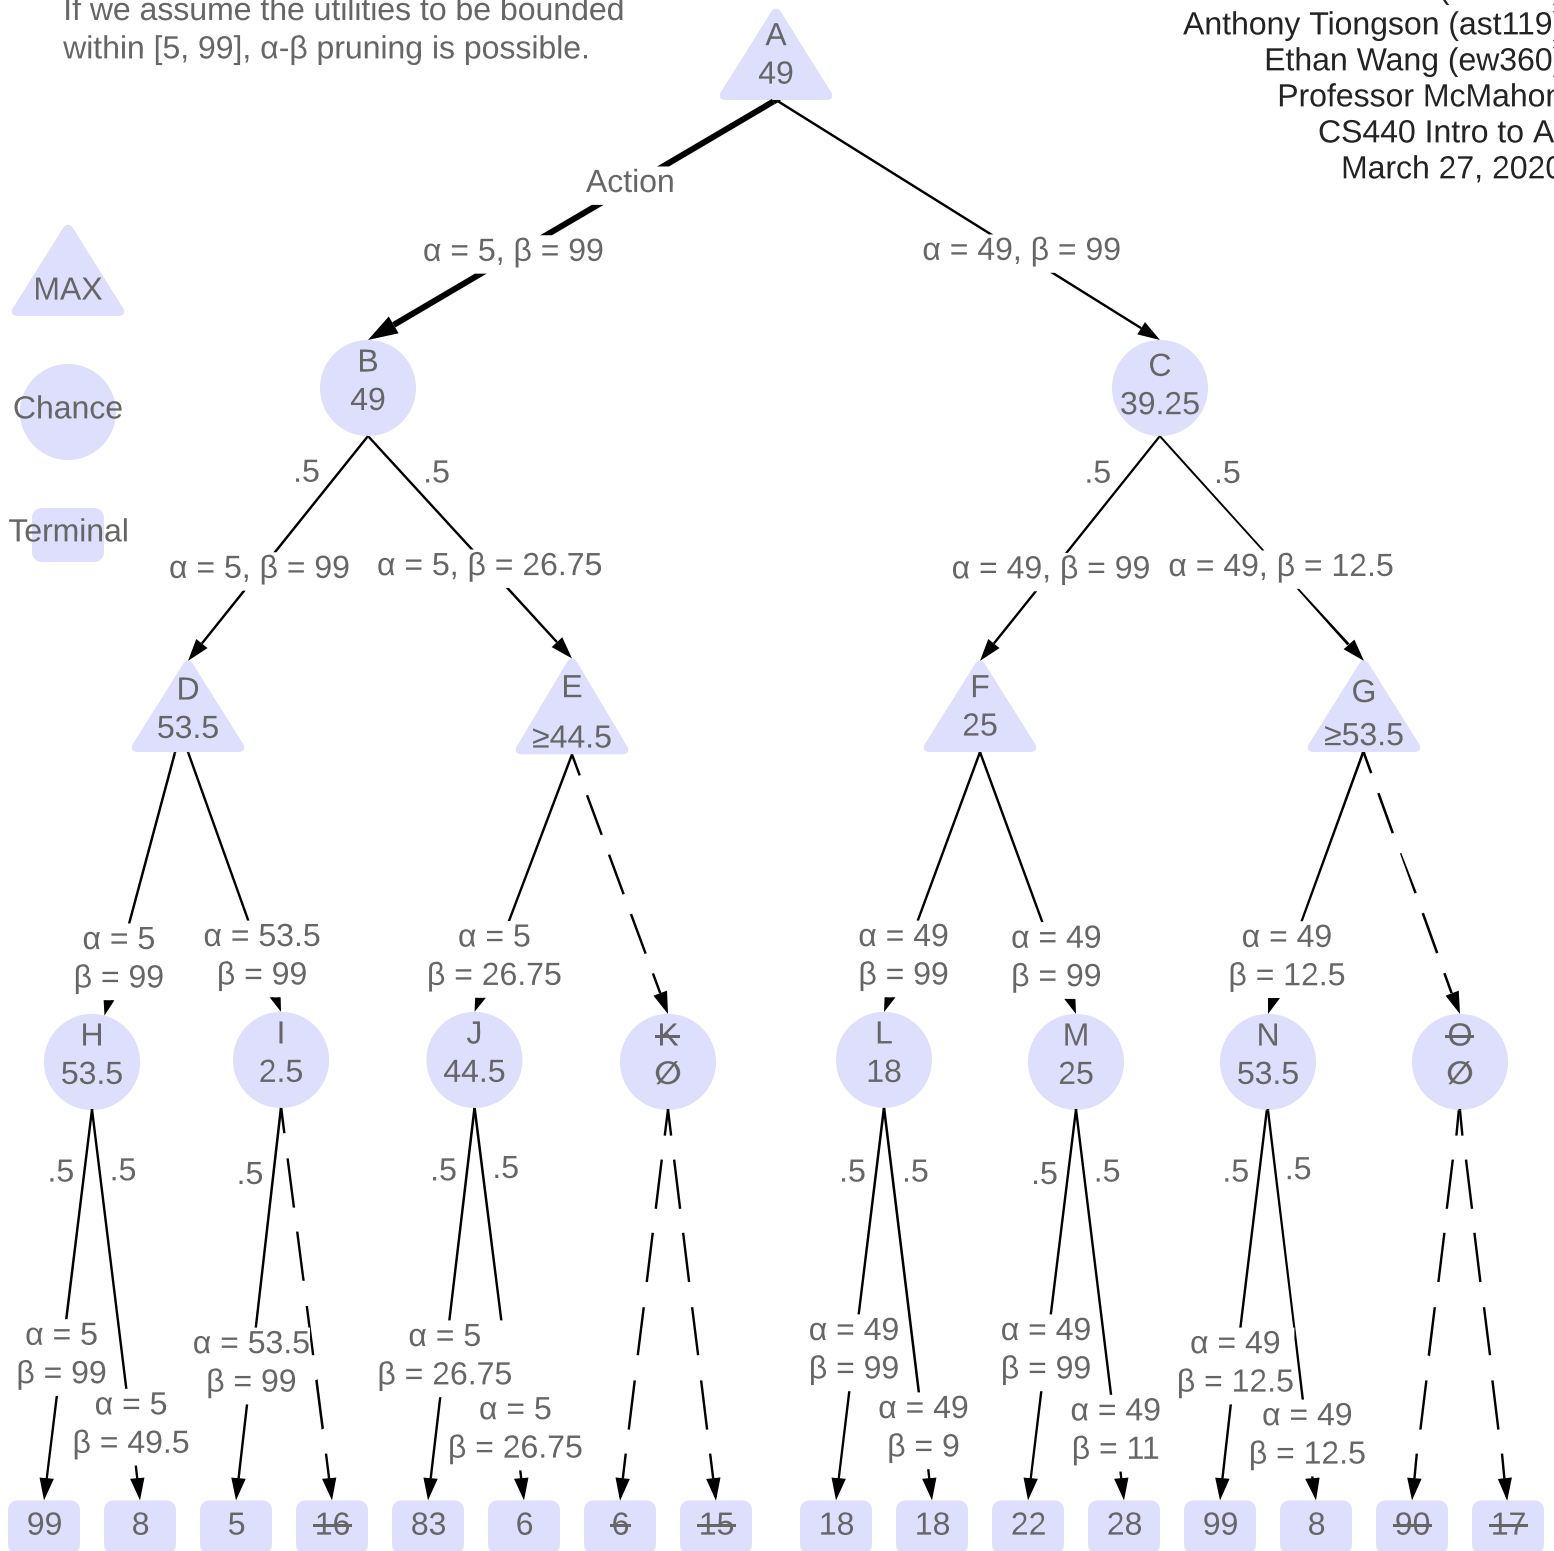 If we assume the utilities to be bounded
within [5, 99], α-β pruning is possible.
Anthony Tiongson (ast119)
Ethan Wang (ew360)
Professor McMahon
CS440 Intro to A
March 27, 2020
A
49
Action
α = 5, β = 99
α = 49, β = 99
MAX
Chance
Terminal
B
49
C
39.25
.5
.5
.5
.5
α = 5, β = 99
α = 5, β = 26.75
α = 49, β = 99
α = 49, β = 12.5
D
53.5
E
≥44.5
F
25
G
≥53.5
α = 5
β = 99
α = 53.5
β = 99
α = 5
β = 26.75
α = 49
β = 99
α = 49
β = 99
α = 49
β = 12.5
H
53.5
I
2.5
J
44.5
K
Ø
L
18
M
25
N
53.5
O
Ø
.5
.5
.5
.5
.5
.5
.5
.5
.5
.5
.5
α = 5
β = 99
α = 5
β = 49.5
α = 53.5
β = 99
α = 5
β = 26.75
α = 5
β = 26.75
α = 49
β = 99
α = 49
β = 9
α = 49
β = 99
α = 49
β = 11
α = 49
β = 12.5
α = 49
β = 12.5
99
8
5
16
83
6
6
15
18
18
22
28
99
8
90
17